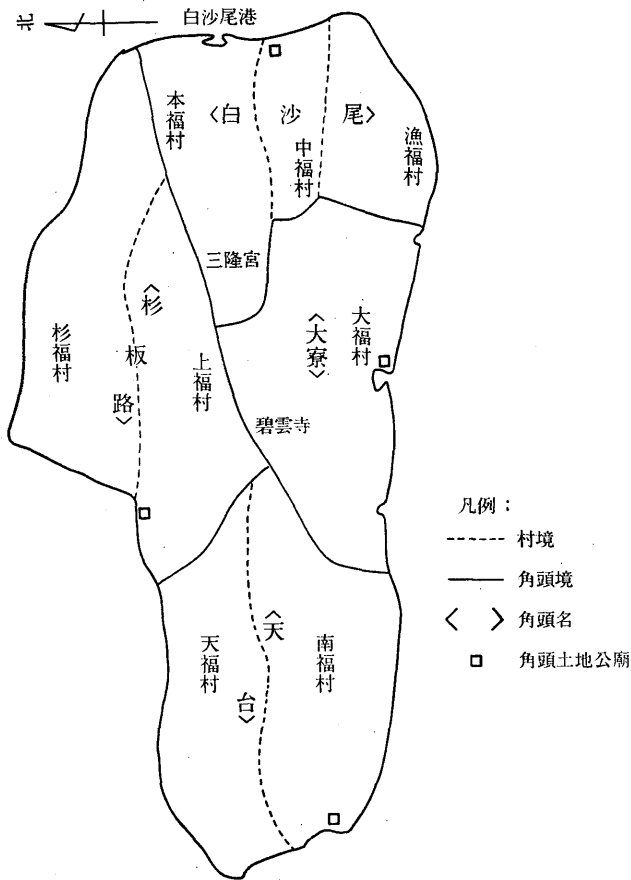 北
白沙尾港
本福村
〈白沙尾〉
中福村
漁福村
三隆宮
〈杉板路〉
杉福村
上福村
〈大寮〉
大福村
碧雲寺
凡例：
村境
角頭境
〈 〉 角頭名
角頭土地公廟
〈天台〉
天福村
南福村